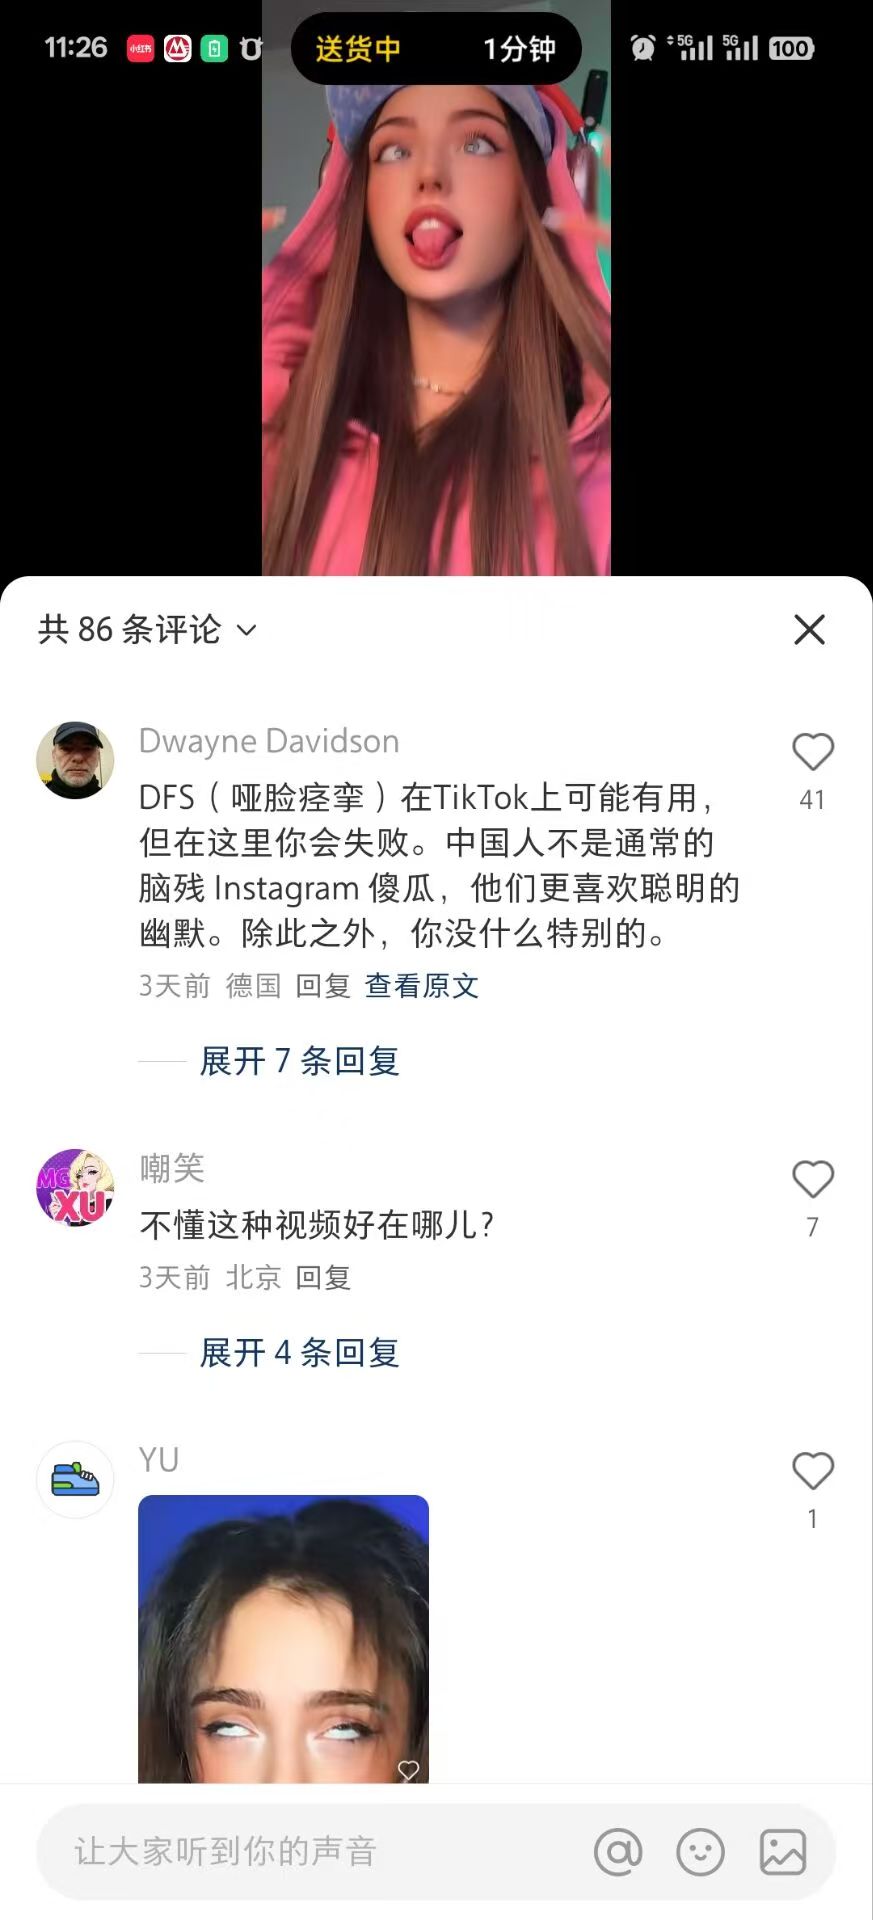 11:26
小红书
送货中 1分钟
5G 5G 100
共 86 条评论
Dwayne Davidson
DFS（哑脸痉挛）在TikTok上可能有用，
但在这里你会失败。中国人不是通常的
脑残 Instagram 傻瓜，他们更喜欢聪明的
幽默。除此之外，你没什么特别的。
41
3天前 德国 回复 查看原文
展开 7 条回复
MG
XU
嘲笑
不懂这种视频好在哪儿?
7
3天前 北京 回复
展开 4 条回复
YU
1
让大家听到你的声音